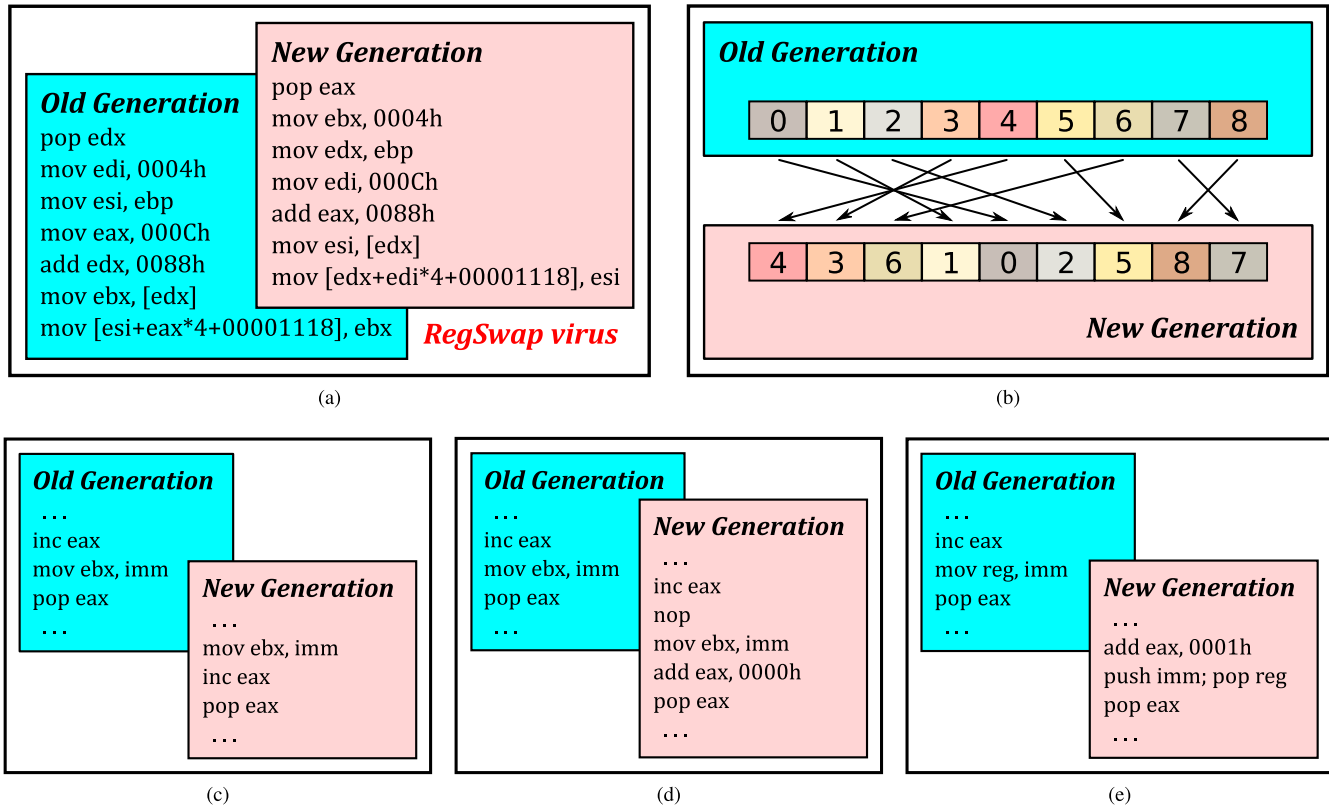 Old Generation
pop edx
mov edi, 0004h
mov esi, ebp
mov eax, 000Ch
add edx, 0088h
mov ebx, [edx]
mov [esi+eax*4+00001118], ebx
New Generation
pop eax
mov ebx, 0004h
mov edx, ebp
mov edi, 000Ch
add eax, 0088h
mov esi, [edx]
mov [edx+edi*4+00001118], esi
RegSwap virus
(a)
Old Generation
0 1 2 3 4 5 6 7 8
4 3 6 1 0 2 5 8 7
New Generation
(b)
Old Generation
...
inc eax
mov ebx, imm
pop eax
...
New Generation
...
mov ebx, imm
inc eax
pop eax
...
(c)
Old Generation
...
inc eax
mov ebx, imm
pop eax
...
New Generation
...
inc eax
nop
mov ebx, imm
add eax, 0000h
pop eax
...
(d)
Old Generation
...
inc eax
mov reg, imm
pop eax
...
New Generation
...
add eax, 0001h
push imm; pop reg
pop eax
...
(e)